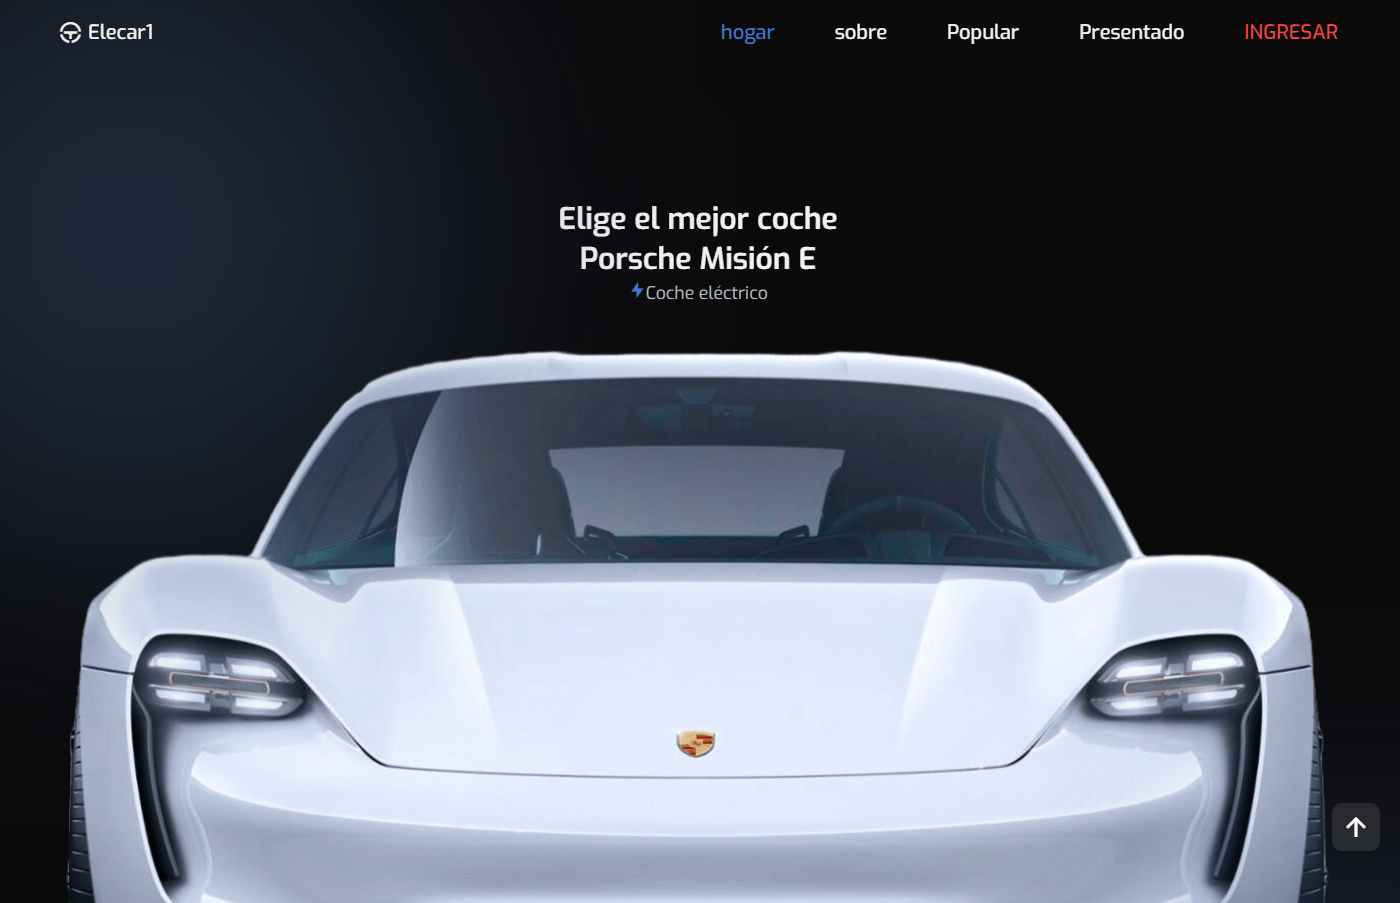 Elecar1
hogar
sobre
Popular
Presentado
INGRESAR
Elige el mejor coche
Porsche Misión E
Coche eléctrico